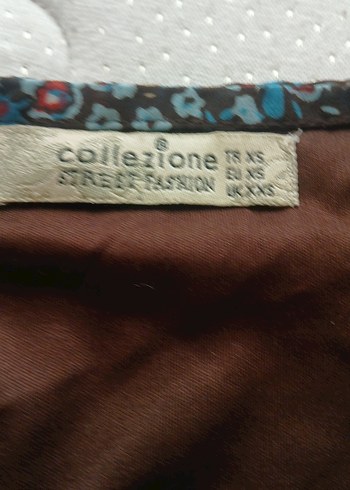 collezione®
STREET FASHION
TR XS
EU XS
UK XXS